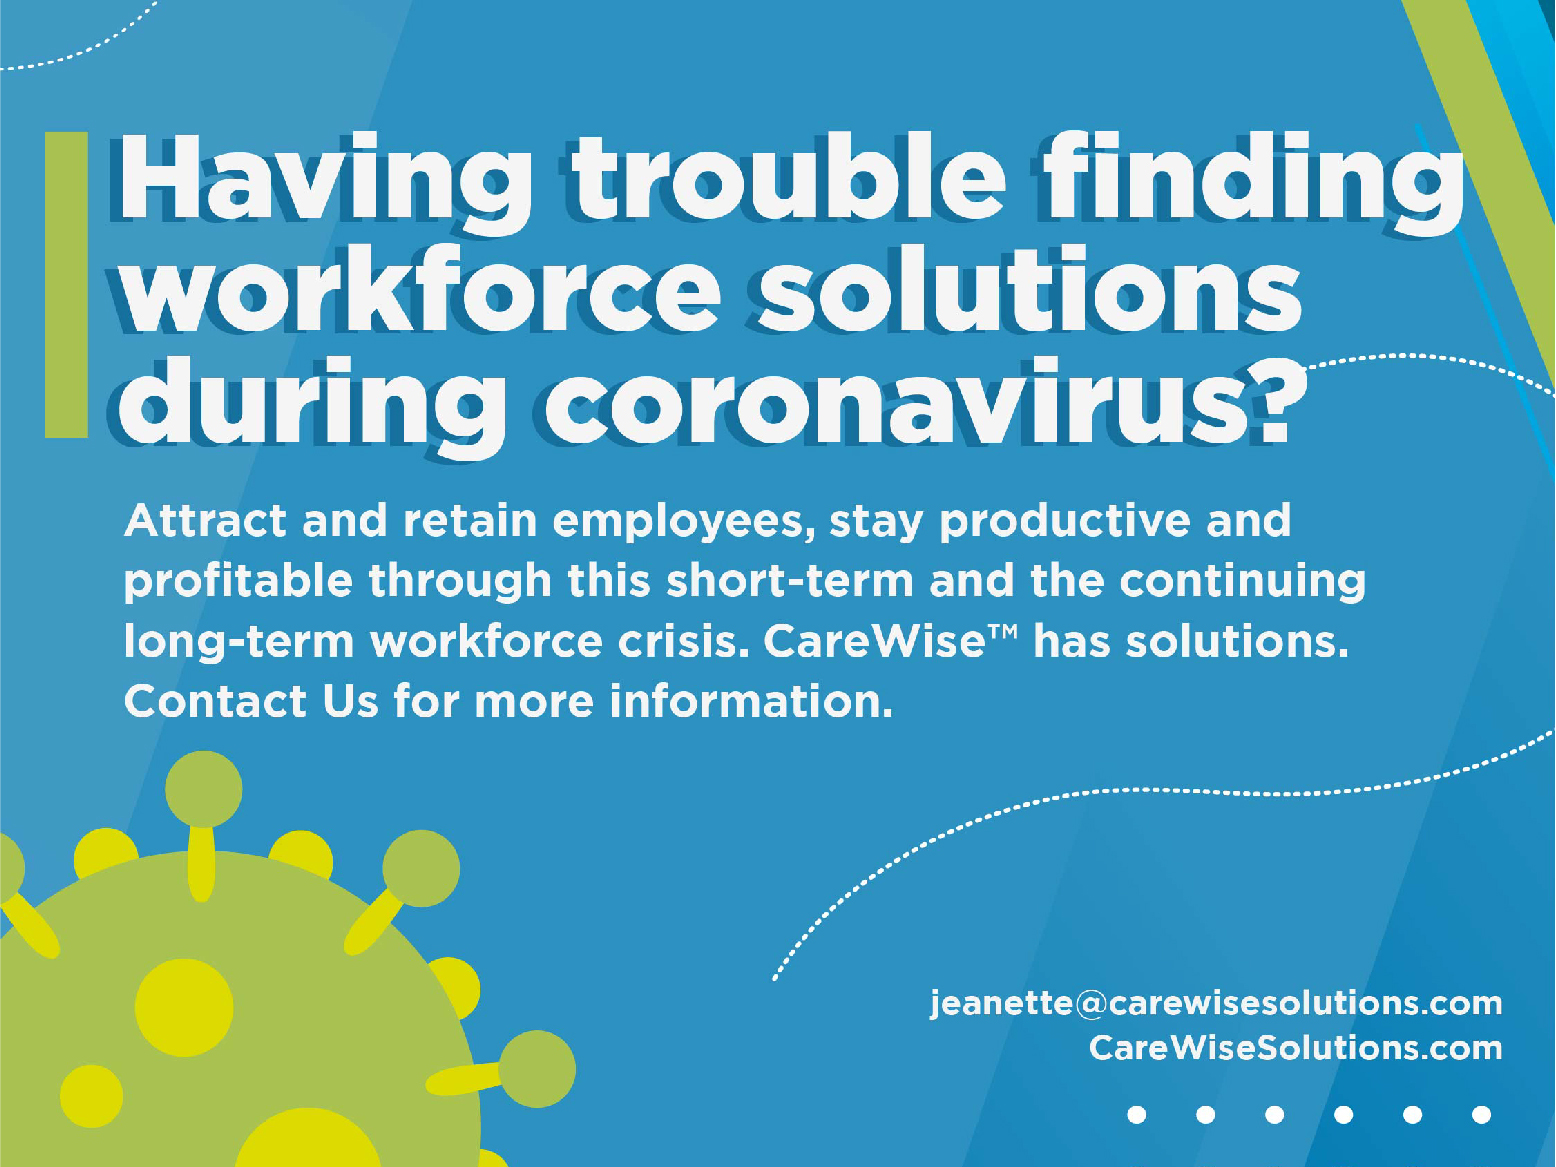 Having trouble finding
workforce solutions
during coronavirus?
Attract and retain employees, stay productive and
profitable through this short-term and the continuing
long-term workforce crisis. CareWise™ has solutions.
Contact Us for more information.
jeanette@carewisesolutions.com
CareWiseSolutions.com